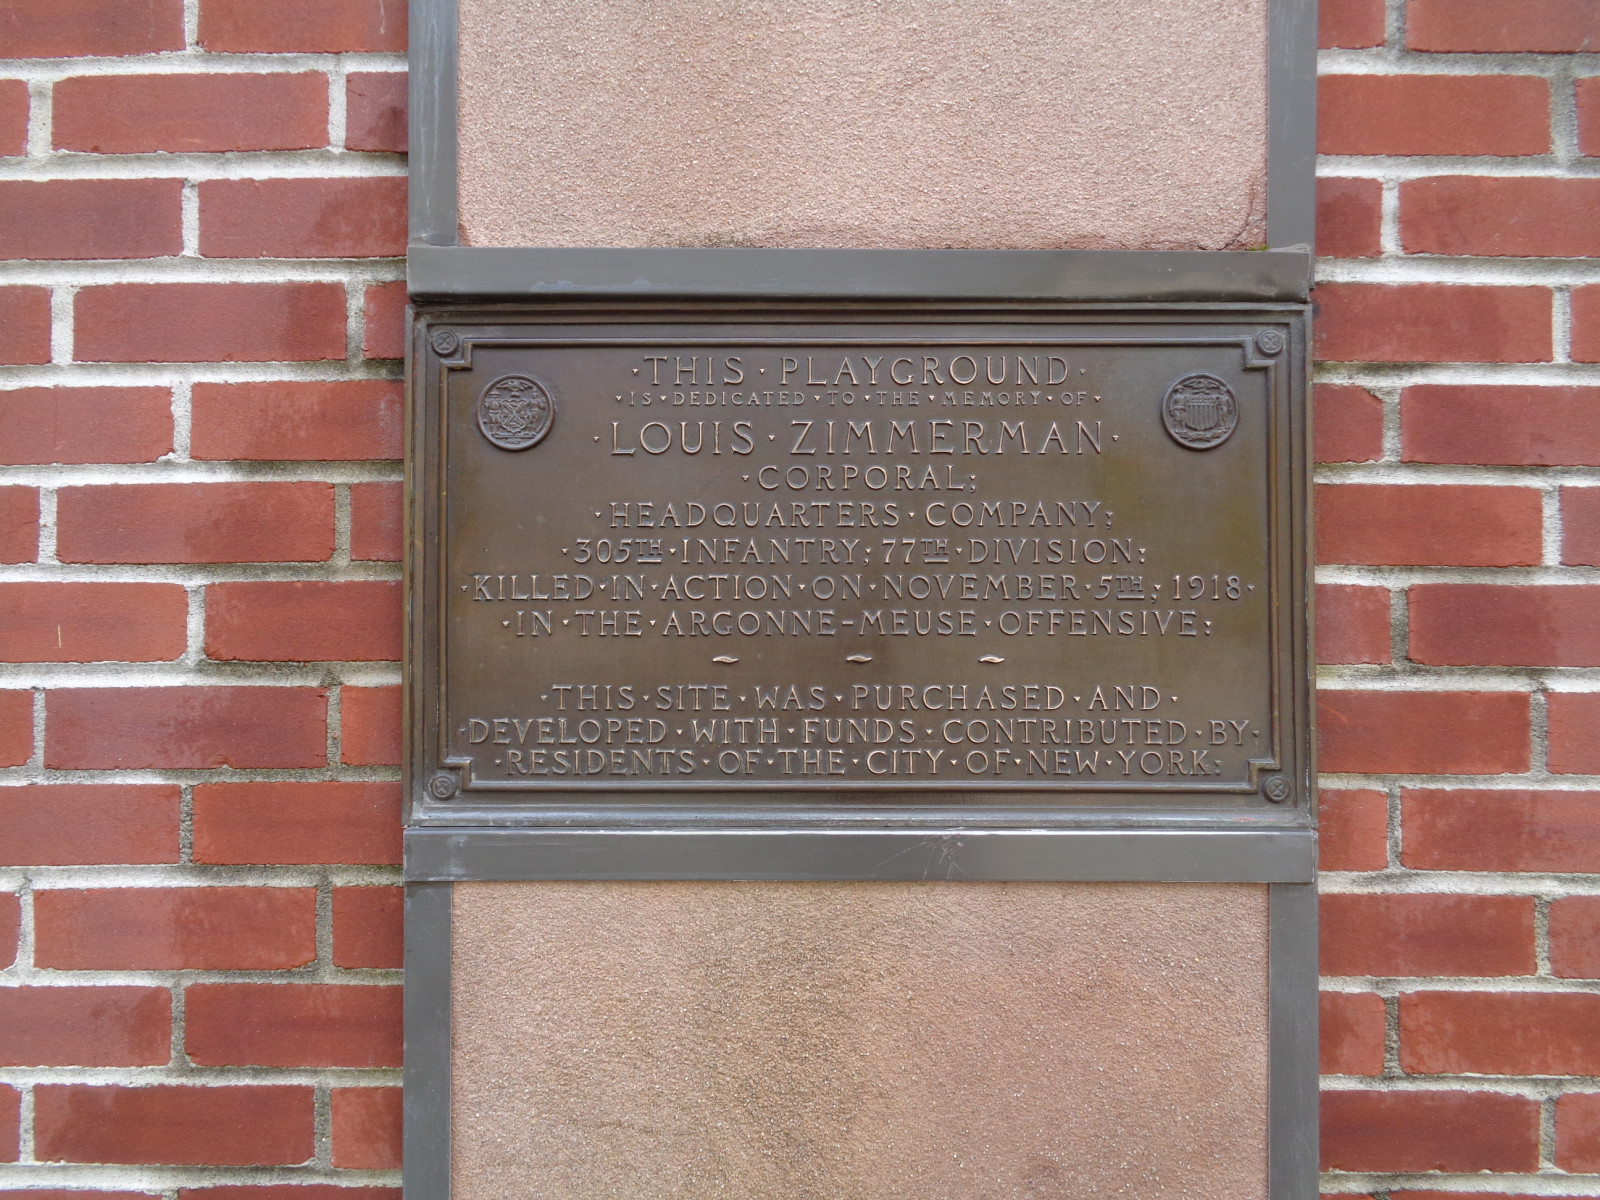 ·THIS·PLAYGROUND·
·IS·DEDICATED·TO·THE·MEMORY·OF·
·LOUIS·ZIMMERMAN·
·CORPORAL;
·HEADQUARTERS·COMPANY;
·305TH·INFANTRY; 77TH·DIVISION:
·KILLED·IN·ACTION·ON·NOVEMBER·5TH; 1918·
·IN·THE·ARGONNE-MEUSE·OFFENSIVE:
·THIS·SITE·WAS·PURCHASED·AND·
·DEVELOPED·WITH·FUNDS·CONTRIBUTED·BY·
·RESIDENTS·OF·THE·CITY·OF·NEW·YORK: